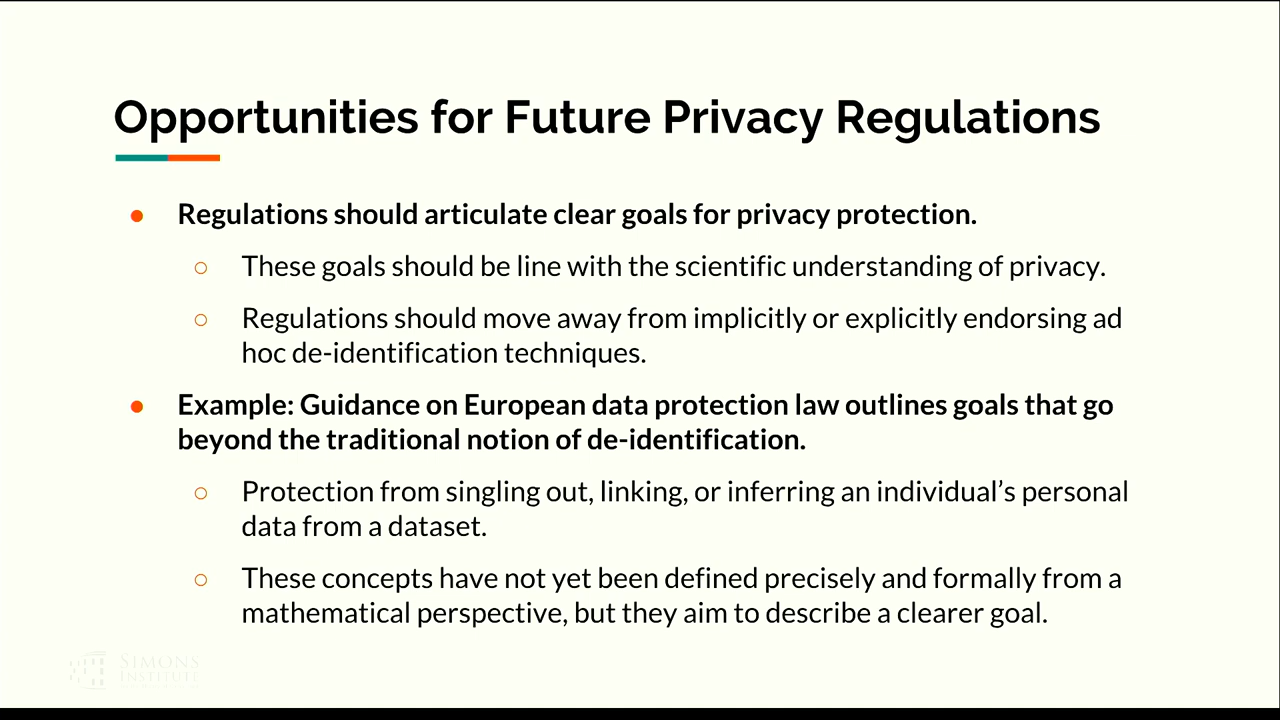 Opportunities for Future Privacy Regulations
● Regulations should articulate clear goals for privacy protection.
○ These goals should be line with the scientific understanding of privacy.
○ Regulations should move away from implicitly or explicitly endorsing ad
hoc de-identification techniques.
● Example: Guidance on European data protection law outlines goals that go
beyond the traditional notion of de-identification.
○ Protection from singling out, linking, or inferring an individual’s personal
data from a dataset.
○ These concepts have not yet been defined precisely and formally from a
mathematical perspective, but they aim to describe a clearer goal.
SIMONS
INSTITUTE